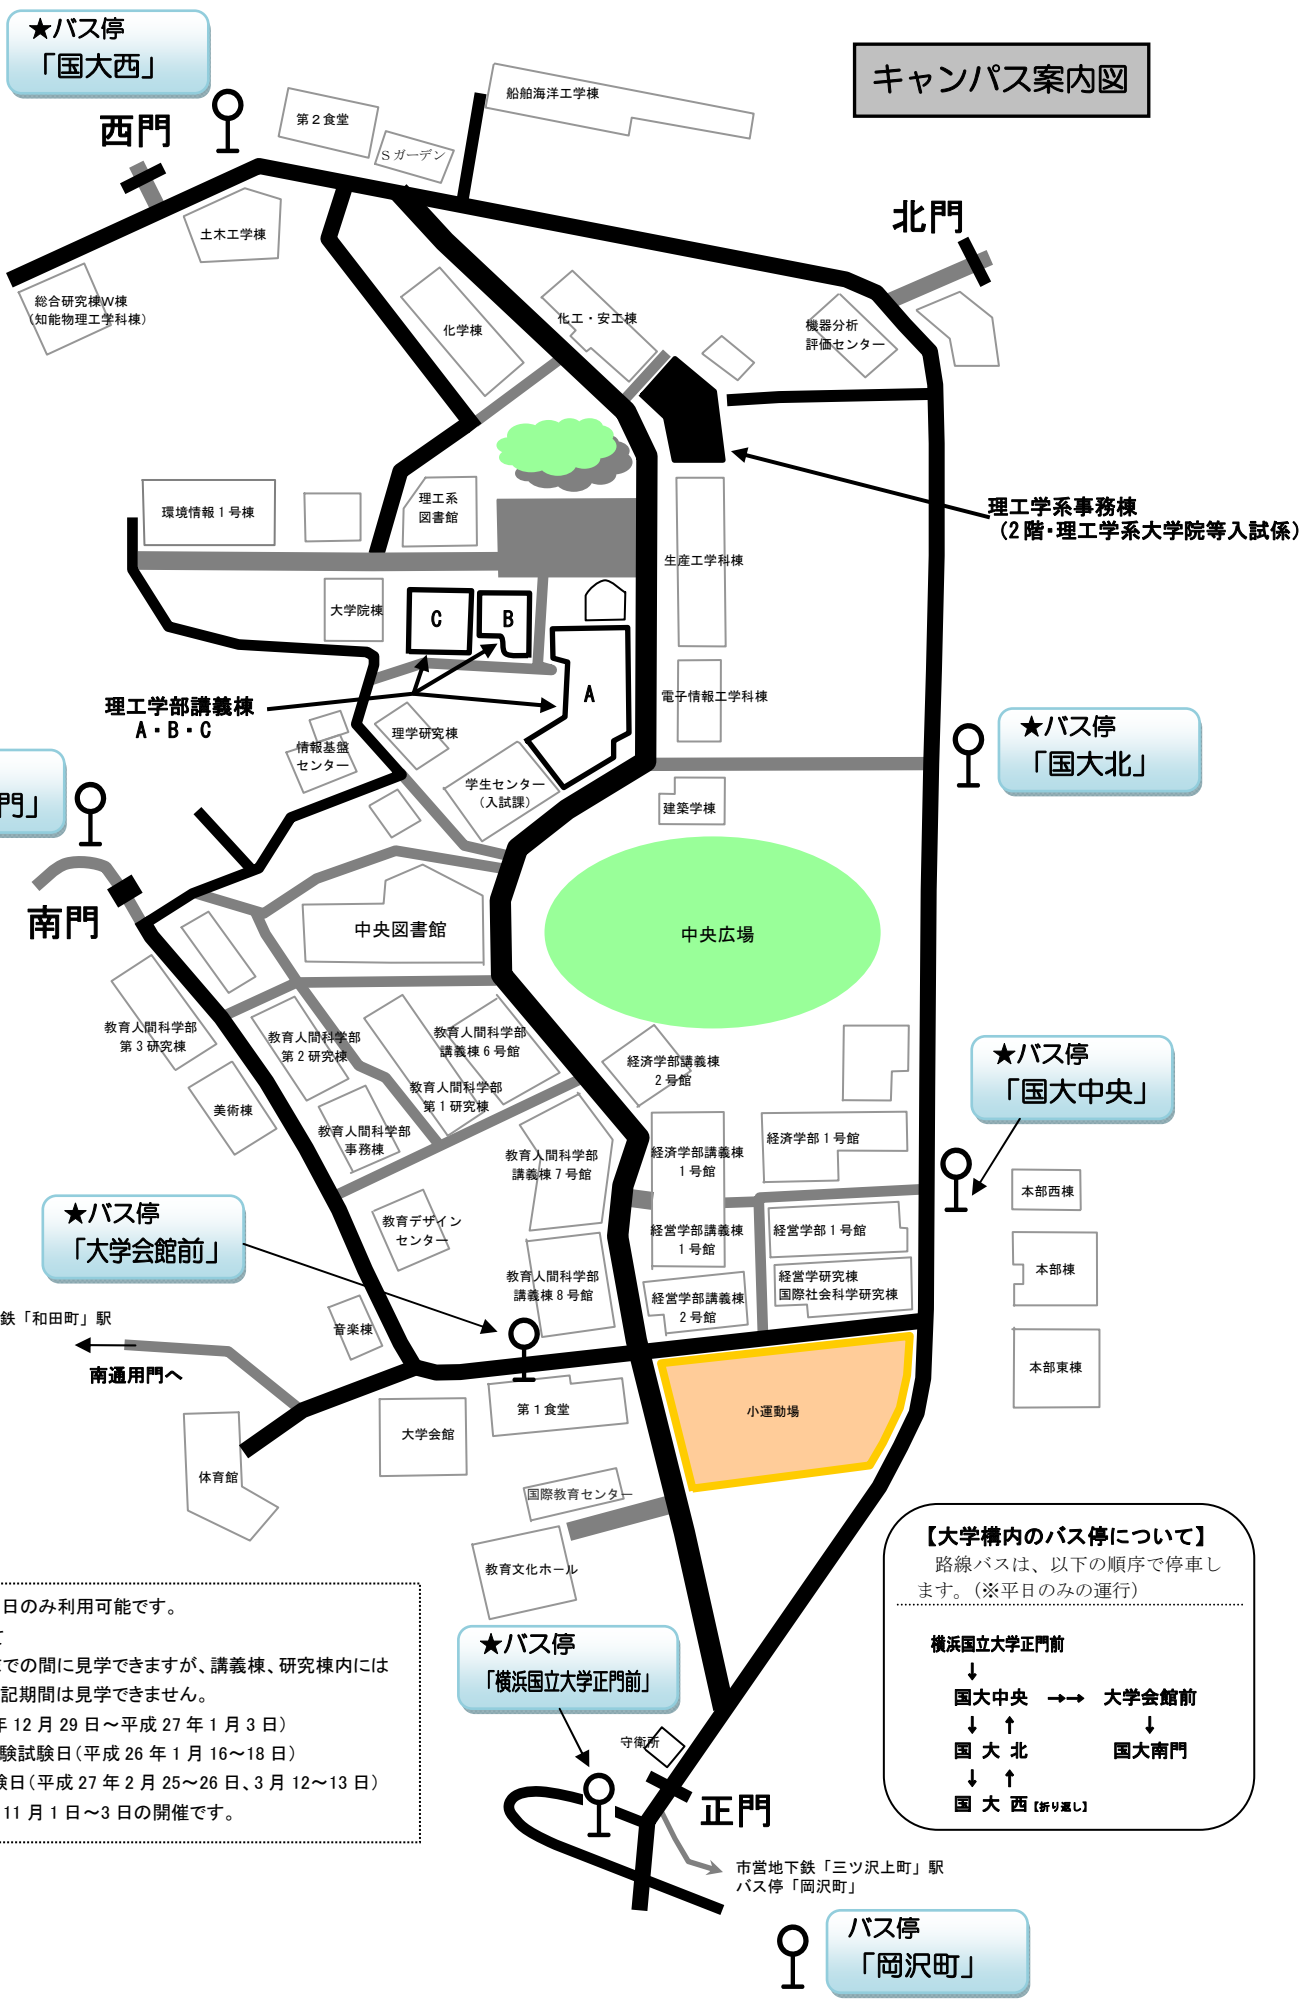 ★バス停
「国大西」
キャンパス案内図
西門
第２食堂
Ｓガーデン
船舶海洋工学棟
北門
土木工学棟
総合研究棟Ｗ棟
（知能物理工学科棟）
化学棟
化工・安工棟
機器分析
評価センター
環境情報１号棟
理工系
図書館
理工学系事務棟
（2階・理工学系大学院等入試係）
生産工学科棟
大学院棟
C
B
A
理工学部講義棟
A・B・C
電子情報工学科棟
理学研究棟
情報基盤
センター
学生センター
（入試課）
★バス停
「国大北」
建築学棟
門」
南門
中央図書館
中央広場
教育人間科学部
第３研究棟
教育人間科学部
第２研究棟
教育人間科学部
講義棟６号館
教育人間科学部
第１研究棟
経済学部講義棟
２号館
★バス停
「国大中央」
美術棟
教育人間科学部
事務棟
教育人間科学部
講義棟７号館
経済学部講義棟
１号館
経済学部１号館
本部西棟
★バス停
「大学会館前」
教育デザイン
センター
経営学部講義棟
１号館
経営学部１号館
本部棟
教育人間科学部
講義棟８号館
経営学部講義棟
２号館
経営学研究棟
国際社会科学研究棟
鉄「和田町」駅
音楽棟
南通用門へ
本部東棟
第１食堂
小運動場
大学会館
体育館
国際教育センター
教育文化ホール
【大学構内のバス停について】
路線バスは、以下の順序で停車し
ます。（※平日のみの運行）
横浜国立大学正門前
↓
国大中央　→→　大学会館前
↓　↑　↓
国 大 北　国大南門
↓　↑
国 大 西【折り返し】
日のみ利用可能です。
での間に見学できますが、講義棟、研究棟内には
記期間は見学できません。
年 12 月 29 日～平成 27 年 1 月 3 日）
験試験日（平成 26 年 1 月 16～18 日）
験日（平成 27 年 2 月 25～26 日、3 月 12～13 日）
11 月 1 日～3 日の開催です。
★バス停
「横浜国立大学正門前」
守衛所
正門
市営地下鉄「三ツ沢上町」駅
バス停「岡沢町」
バス停
「岡沢町」